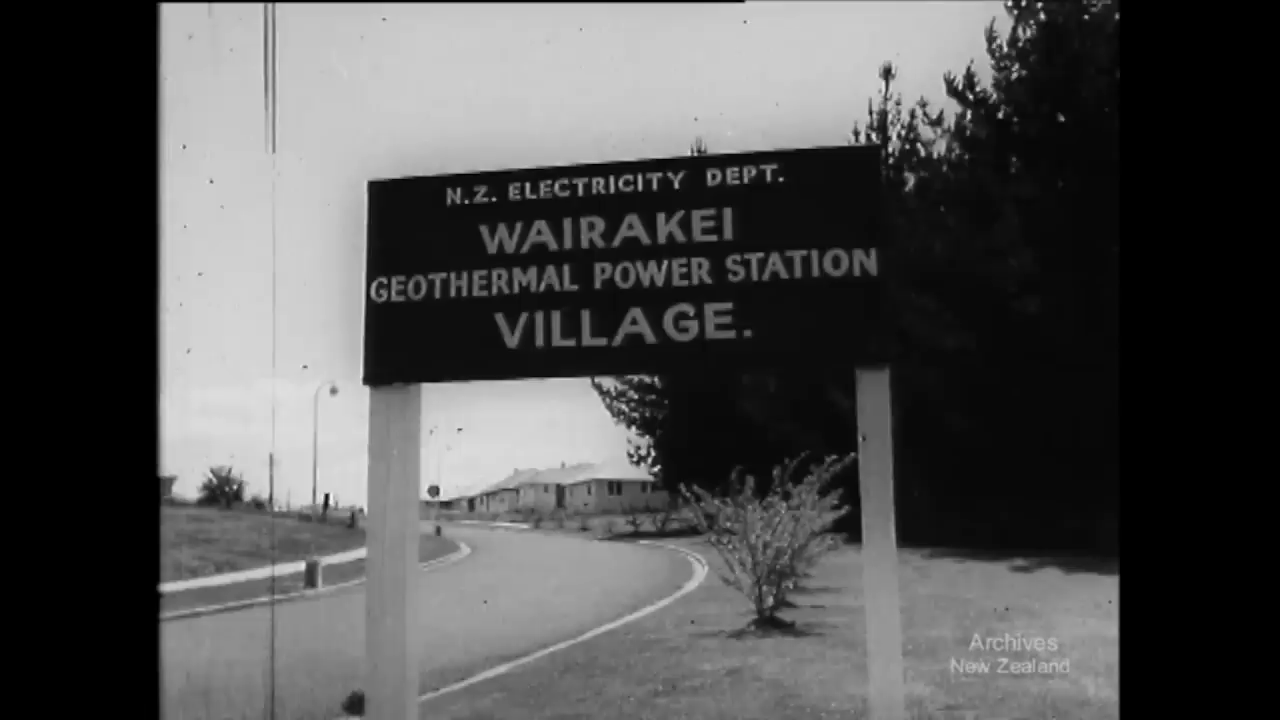 N.Z. ELECTRICITY DEPT.
WAIRAKEI
GEOTHERMAL POWER STATION
VILLAGE.
Archives
New Zealand